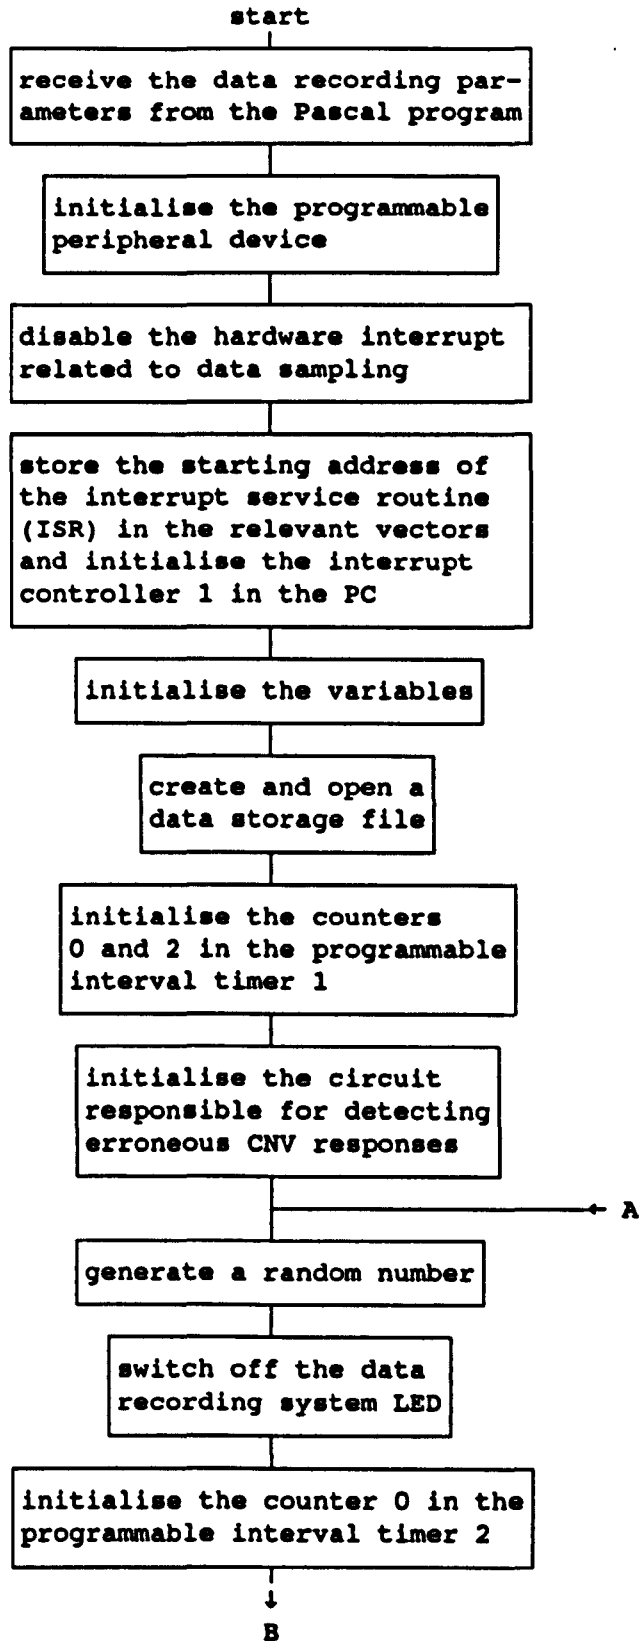 start
receive the data recording par-
ameters from the Pascal program
initialise the programmable
peripheral device
disable the hardware interrupt
related to data sampling
store the starting address of
the interrupt service routine
(ISR) in the relevant vectors
and initialise the interrupt
controller 1 in the PC
initialise the variables
create and open a
data storage file
initialise the counters
0 and 2 in the programmable
interval timer 1
initialise the circuit
responsible for detecting
erroneous CNV responses
A
generate a random number
switch off the data
recording system LED
initialise the counter 0 in the
programmable interval timer 2
B